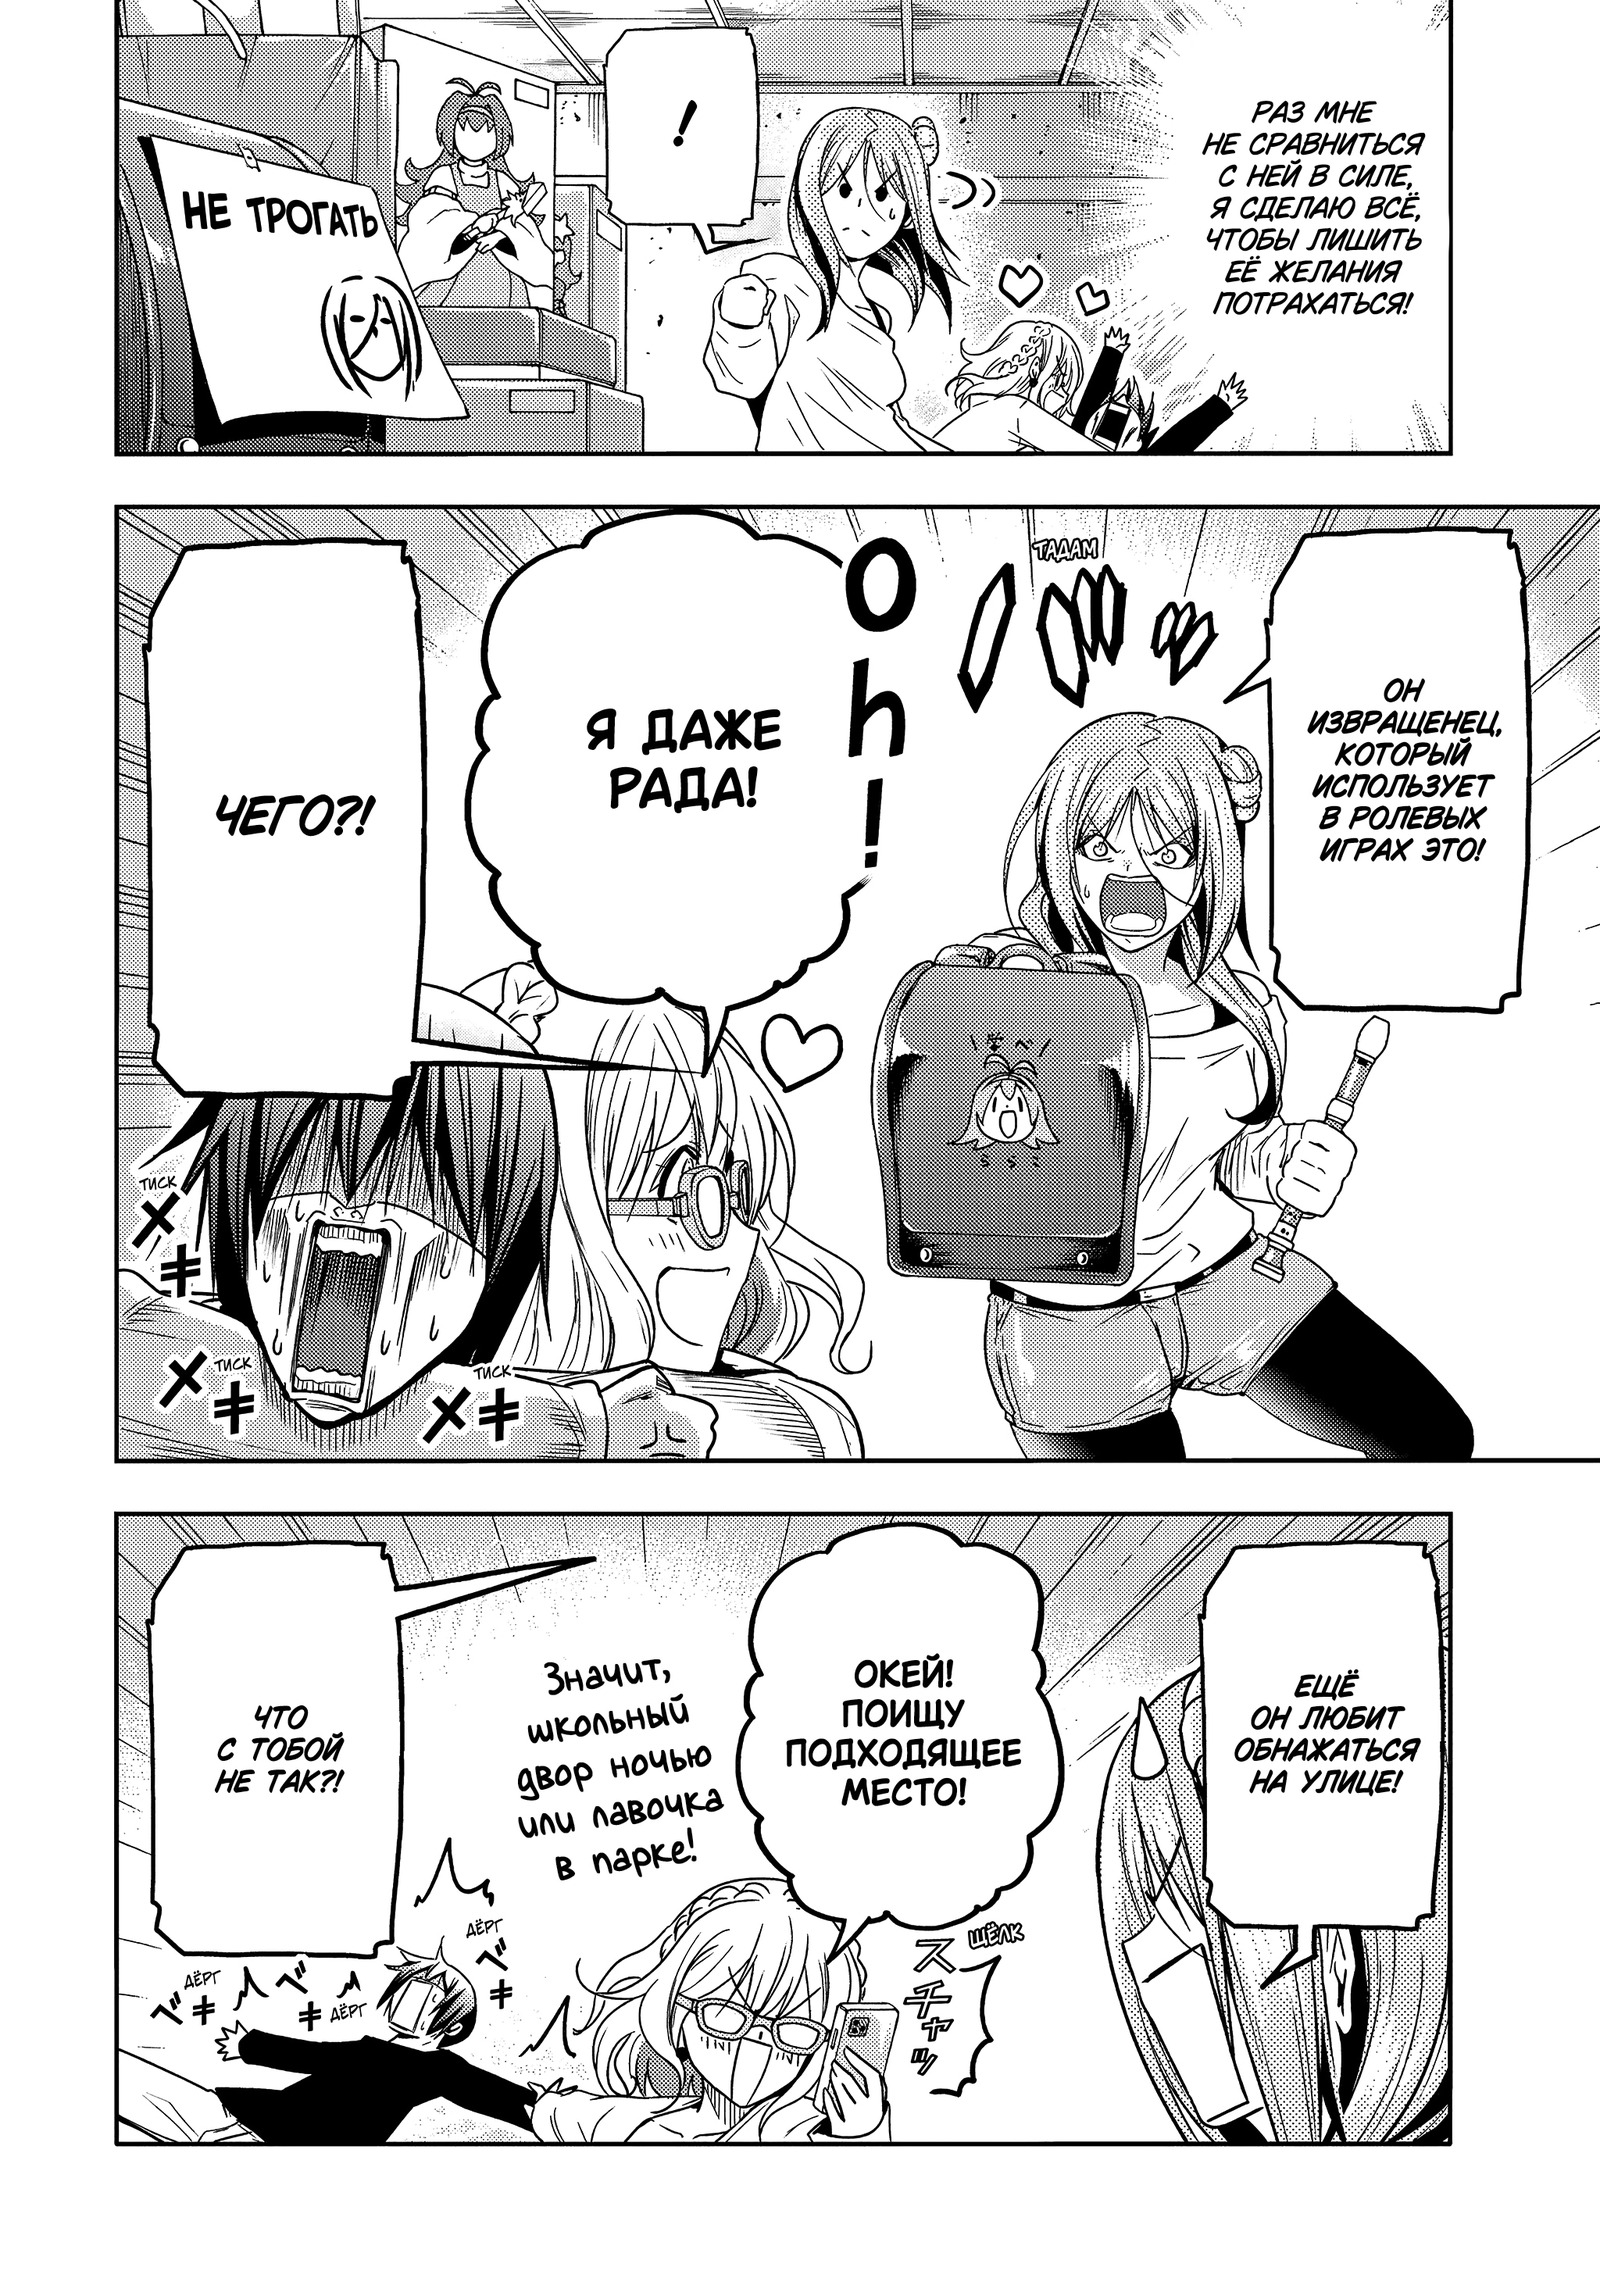 РАЗ МНЕ
НЕ СРАВНИТЬСЯ
С НЕЙ В СИЛЕ,
Я СДЕЛАЮ ВСЁ,
ЧТОБЫ ЛИШИТЬ
ЕЁ ЖЕЛАНИЯ
ПОТРАХАТЬСЯ!
!
НЕ ТРОГАТЬ
ОН
ИЗВРАЩЕНЕЦ,
КОТОРЫЙ
ИСПОЛЬЗУЕТ
В РОЛЕВЫХ
ИГРАХ ЭТО!
ТАДАМ
oh!
Я ДАЖЕ
РАДА!
ЧЕГО?!
ТИСК
ТИСК
ТИСК
ЕЩЁ
ОН ЛЮБИТ
ОБНАЖАТЬСЯ
НА УЛИЦЕ!
ОКЕЙ!
ПОИЩУ
ПОДХОДЯЩЕЕ
МЕСТО!
ЩЁЛК
スチャッ
Значит,
школьный
двор ночью
или лавочка
в парке!
ЧТО
С ТОБОЙ
НЕ ТАК?!
ДЁРГ
ДЁРГ
ДЁРГ